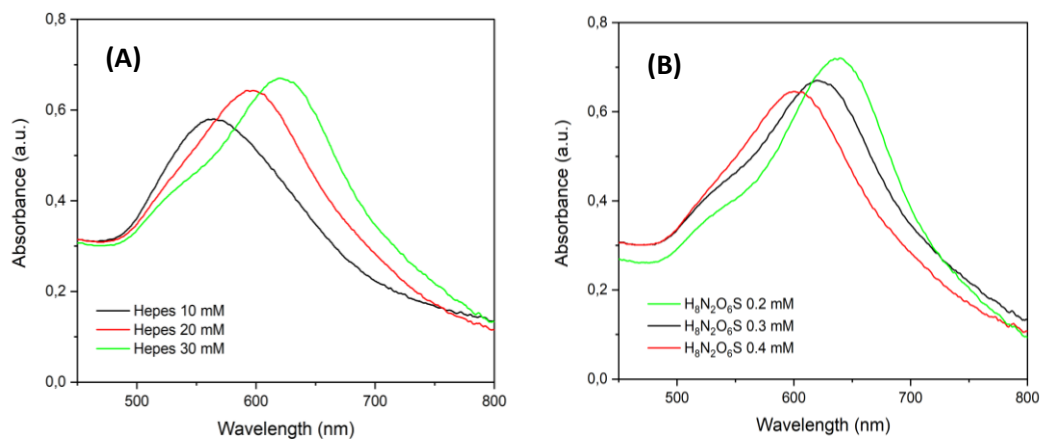 (A)
0,8
0,6
0,4
0,2
0,0
Absorbance (a.u.)
Hepes 10 mM
Hepes 20 mM
Hepes 30 mM
500
600
700
800
Wavelength (nm)
(B)
0,8
0,6
0,4
0,2
0,0
Absorbance (a.u.)
H₈N₂O₆S 0.2 mM
H₈N₂O₆S 0.3 mM
H₈N₂O₆S 0.4 mM
500
600
700
800
Wavelength (nm)